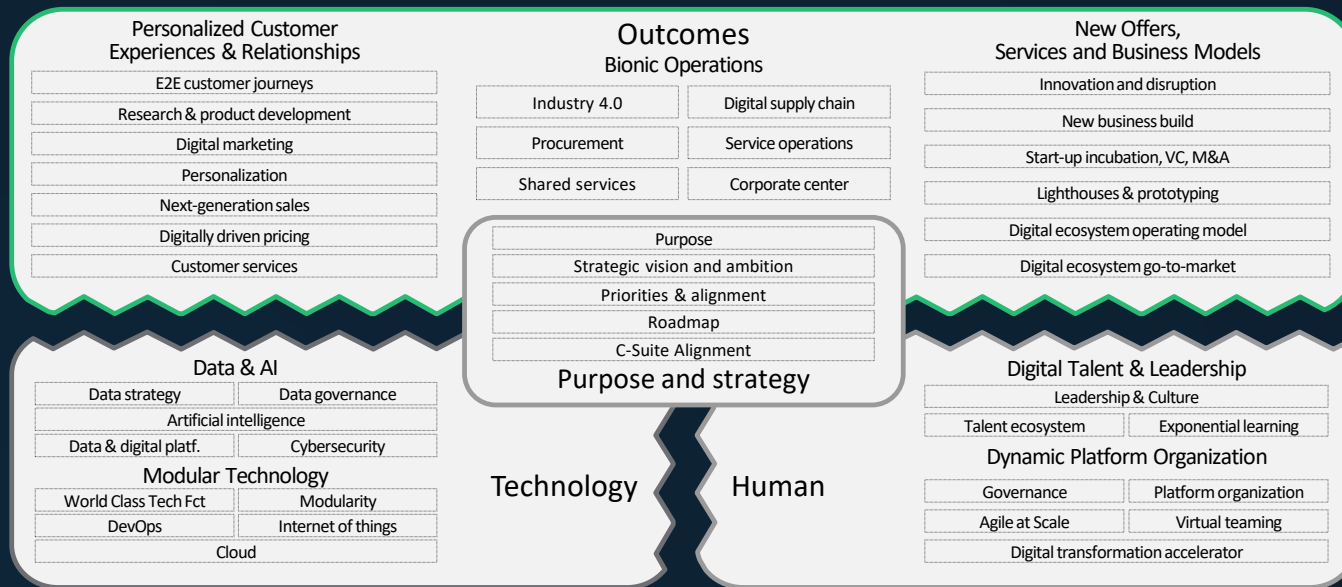 Personalized Customer
Experiences & Relationships
E2E customer journeys
Research & product development
Digital marketing
Personalization
Next-generation sales
Digitally driven pricing
Customer services
Outcomes
Bionic Operations
Industry 4.0
Digital supply chain
Procurement
Service operations
Shared services
Corporate center
New Offers,
Services and Business Models
Innovation and disruption
New business build
Start-up incubation, VC, M&A
Lighthouses & prototyping
Digital ecosystem operating model
Digital ecosystem go-to-market
Purpose
Strategic vision and ambition
Priorities & alignment
Roadmap
C-Suite Alignment
Purpose and strategy
Data & AI
Data strategy
Data governance
Artificial intelligence
Data & digital platf.
Cybersecurity
Modular Technology
World Class Tech Fct
Modularity
DevOps
Internet of things
Cloud
Technology
Human
Digital Talent & Leadership
Leadership & Culture
Talent ecosystem
Exponential learning
Dynamic Platform Organization
Governance
Platform organization
Agile at Scale
Virtual teaming
Digital transformation accelerator